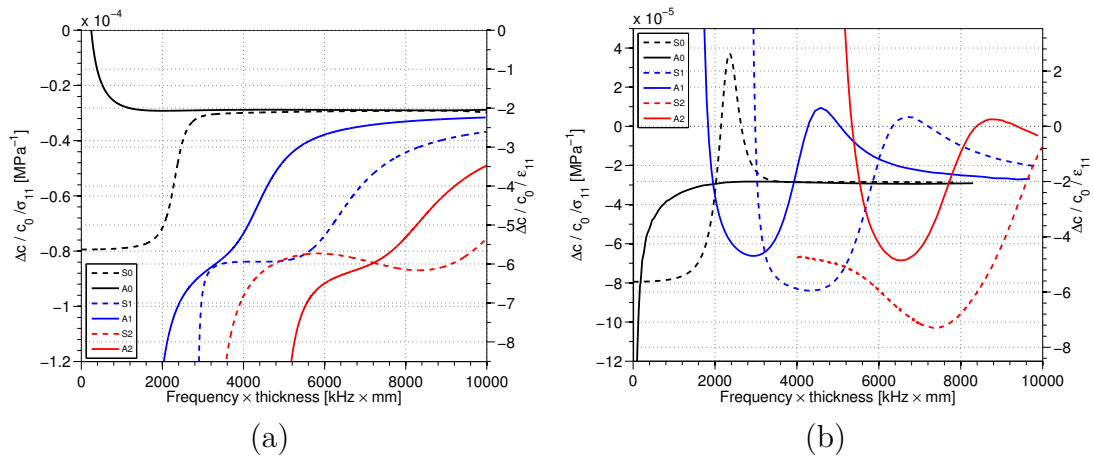 x 10⁻⁴
0
−0.2
−0.4
−0.6
−0.8
−1
−1.2
Δc / c₀ /σ₁₁ [MPa⁻¹]
0
−1
−2
−3
−4
−5
−6
−7
−8
Δc / c₀ / ε₁₁
S0
A0
S1
A1
S2
A2
0 2000 4000 6000 8000 10000
Frequency × thickness [kHz × mm]
(a)
x 10⁻⁵
4
2
0
−2
−4
−6
−8
−10
−12
Δc / c₀ /σ₁₁ [MPa⁻¹]
2
0
−2
−4
−6
−8
Δc / c₀ / ε₁₁
S0
A0
S1
A1
S2
A2
0 2000 4000 6000 8000 10000
Frequency × thickness [kHz × mm]
(b)